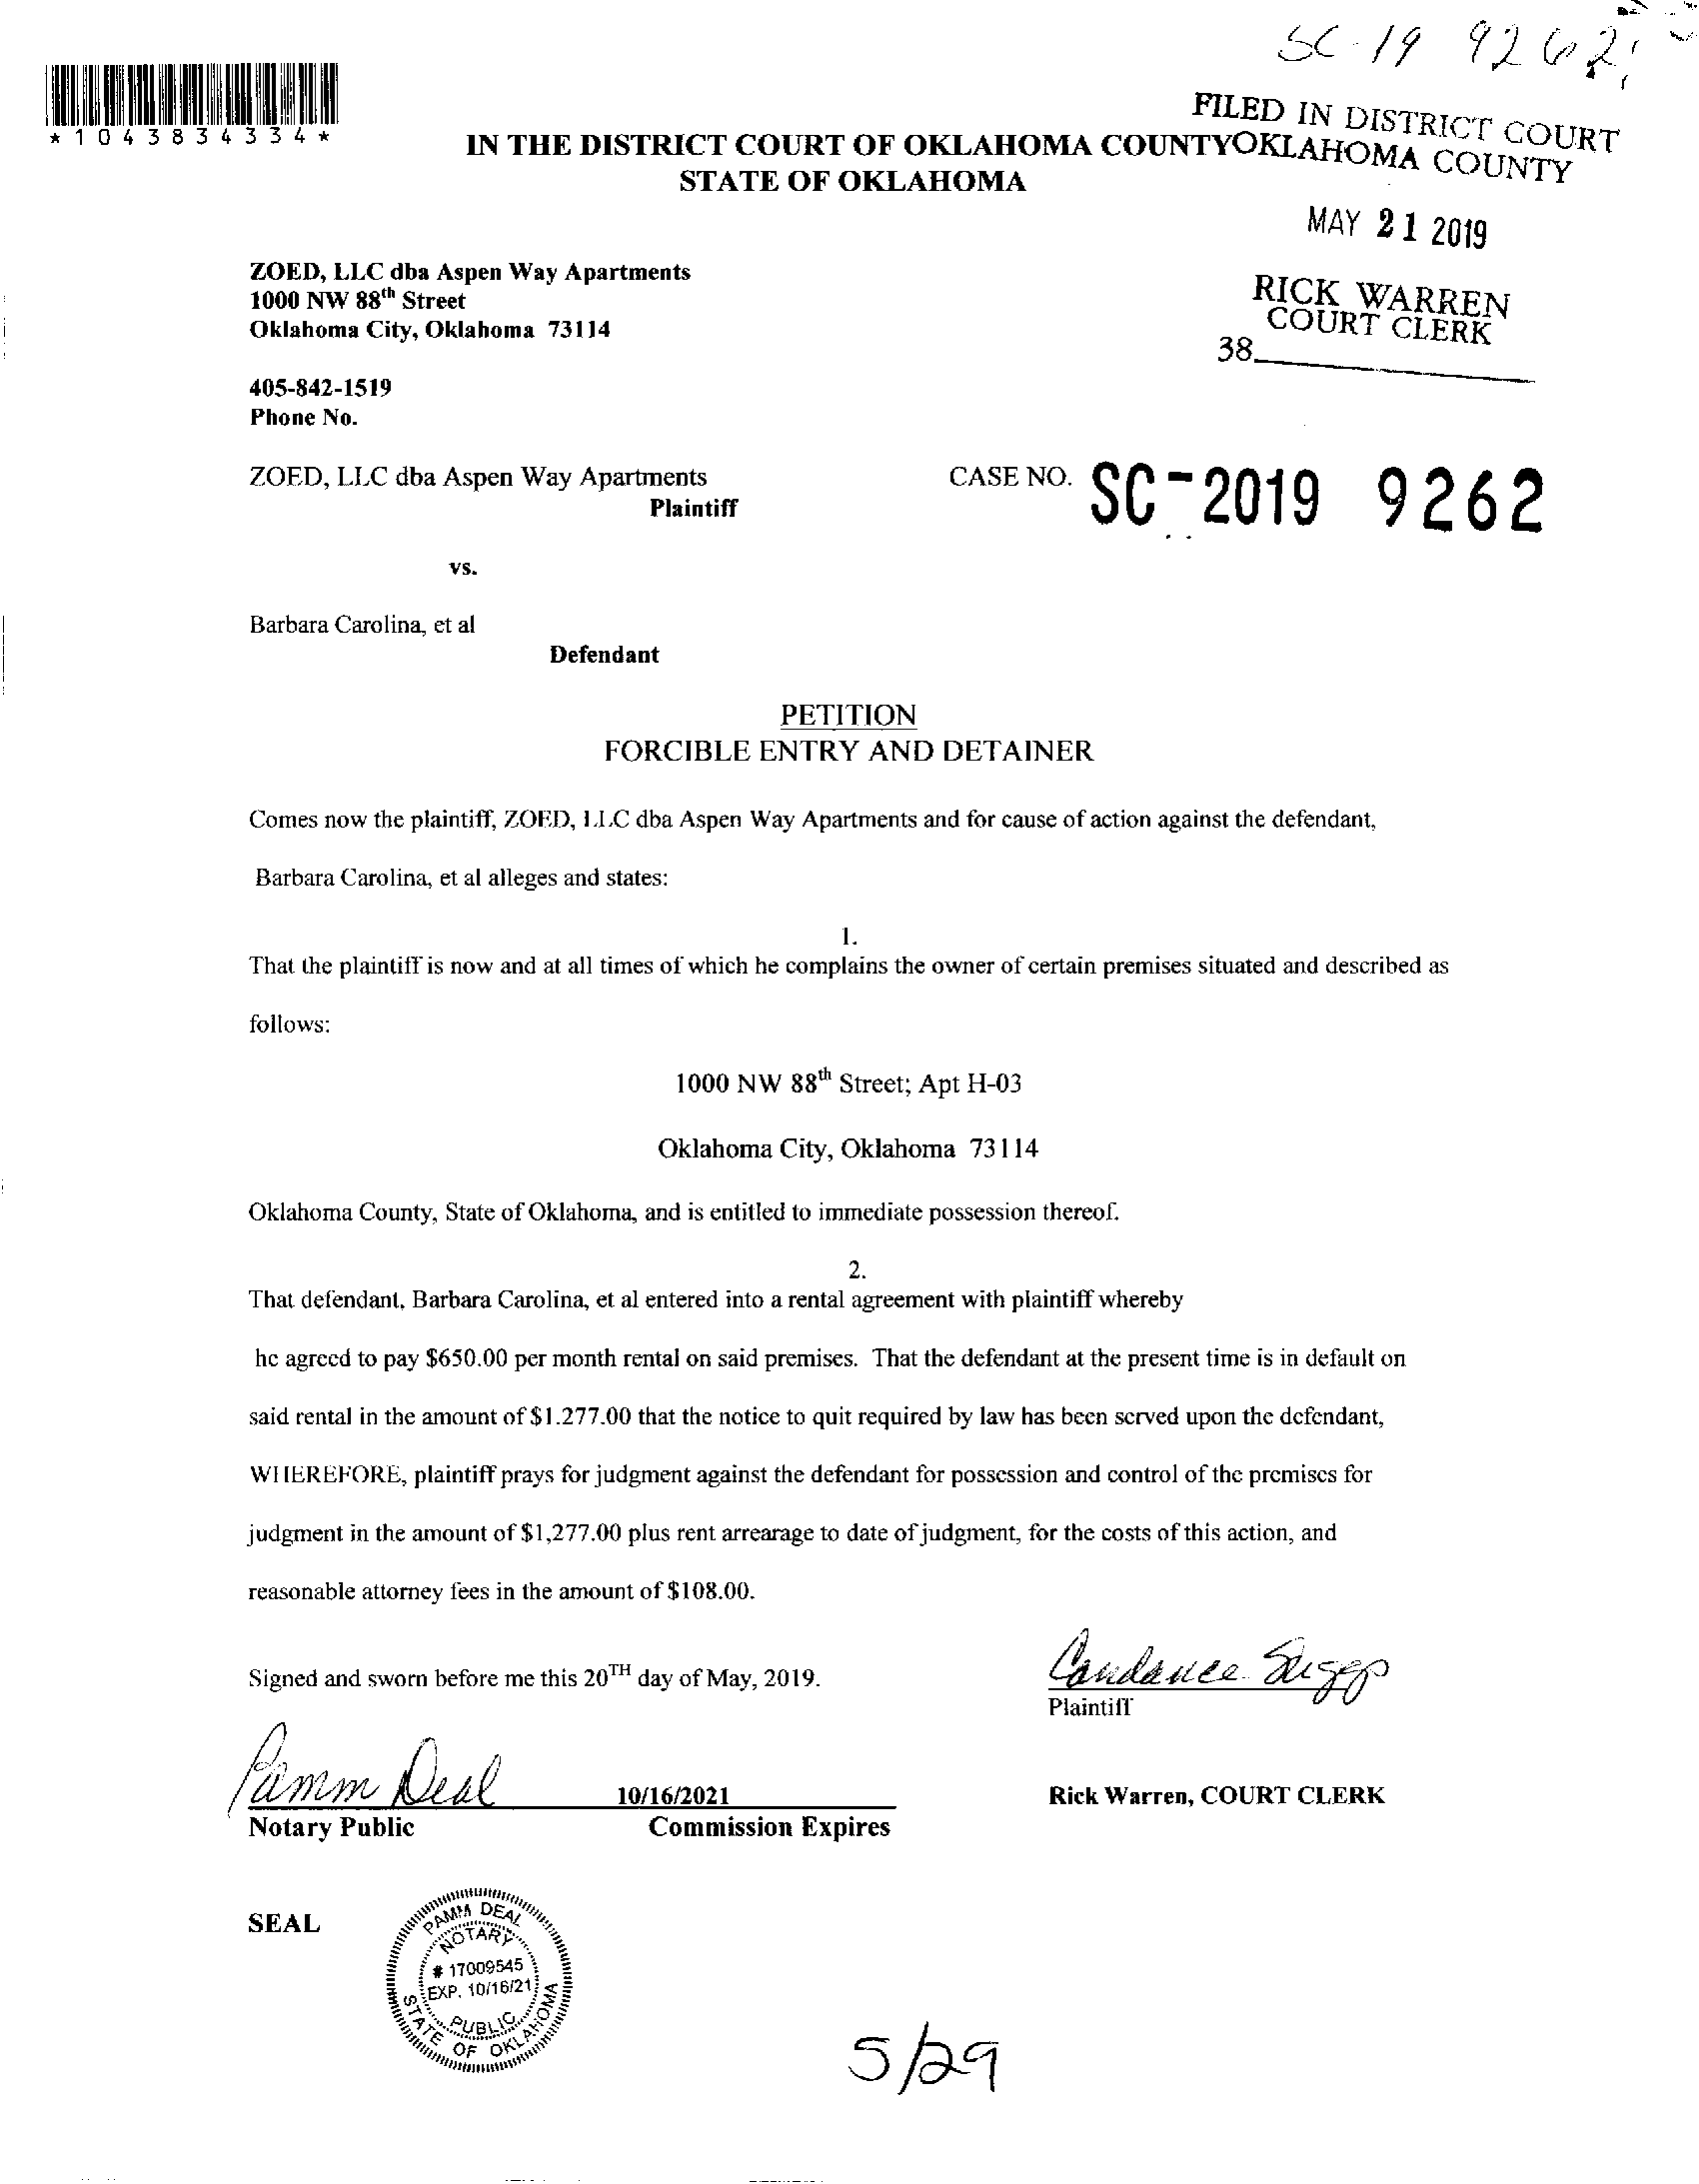 SC-19 9262
*1043834334*
FILED IN DISTRICT COURT
OKLAHOMA COUNTY
IN THE DISTRICT COURT OF OKLAHOMA COUNTY
STATE OF OKLAHOMA
MAY 21 2019
RICK WARREN
COURT CLERK
38
ZOED, LLC dba Aspen Way Apartments
1000 NW 88th Street
Oklahoma City, Oklahoma 73114
405-842-1519
Phone No.
ZOED, LLC dba Aspen Way Apartments
Plaintiff
CASE NO. SC-2019 9262
vs.
Barbara Carolina, et al
Defendant
PETITION
FORCIBLE ENTRY AND DETAINER
Comes now the plaintiff, ZOED, LLC dba Aspen Way Apartments and for cause of action against the defendant,
Barbara Carolina, et al alleges and states:
1.
That the plaintiff is now and at all times of which he complains the owner of certain premises situated and described as
follows:
1000 NW 88th Street; Apt H-03
Oklahoma City, Oklahoma 73114
Oklahoma County, State of Oklahoma, and is entitled to immediate possession thereof.
2.
That defendant, Barbara Carolina, et al entered into a rental agreement with plaintiff whereby
he agreed to pay $650.00 per month rental on said premises. That the defendant at the present time is in default on
said rental in the amount of $1.277.00 that the notice to quit required by law has been served upon the defendant,
WHEREFORE, plaintiff prays for judgment against the defendant for possession and control of the premises for
judgment in the amount of $1,277.00 plus rent arrearage to date of judgment, for the costs of this action, and
reasonable attorney fees in the amount of $108.00.
Signed and sworn before me this 20TH day of May, 2019.
Candance
Plaintiff
Pamm Deal
10/16/2021
Rick Warren, COURT CLERK
Notary Public
Commission Expires
SEAL
PAMM DEAL
NOTARY
# 17009545
EXP. 10/16/21
PUBLIC
STATE OF OKLAHOMA
5/29